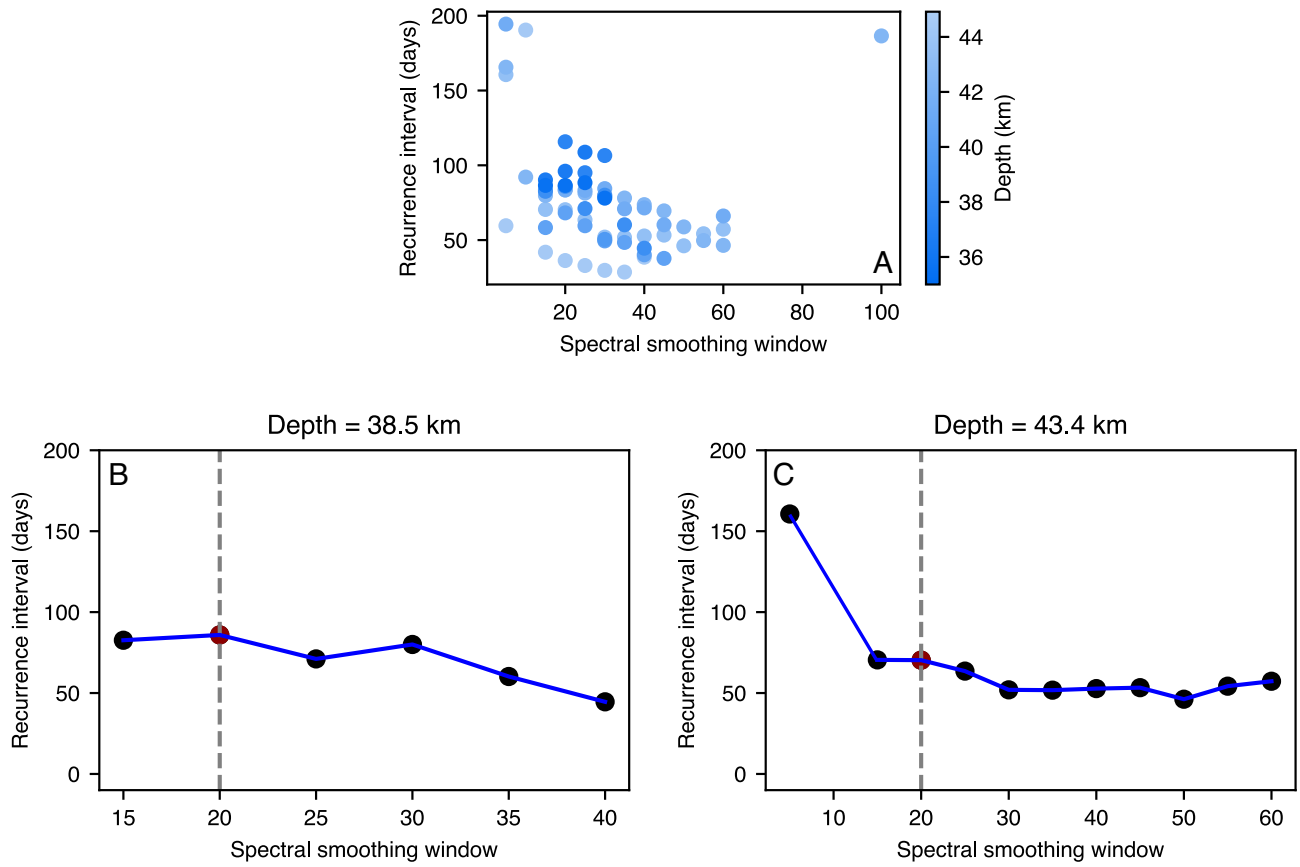 200
150
100
50
Recurrence interval (days)
20 40 60 80 100
Spectral smoothing window
A
44
42
40
38
36
Depth (km)
Depth = 38.5 km
B
200
150
100
50
0
Recurrence interval (days)
15 20 25 30 35 40
Spectral smoothing window
Depth = 43.4 km
C
200
150
100
50
0
Recurrence interval (days)
10 20 30 40 50 60
Spectral smoothing window